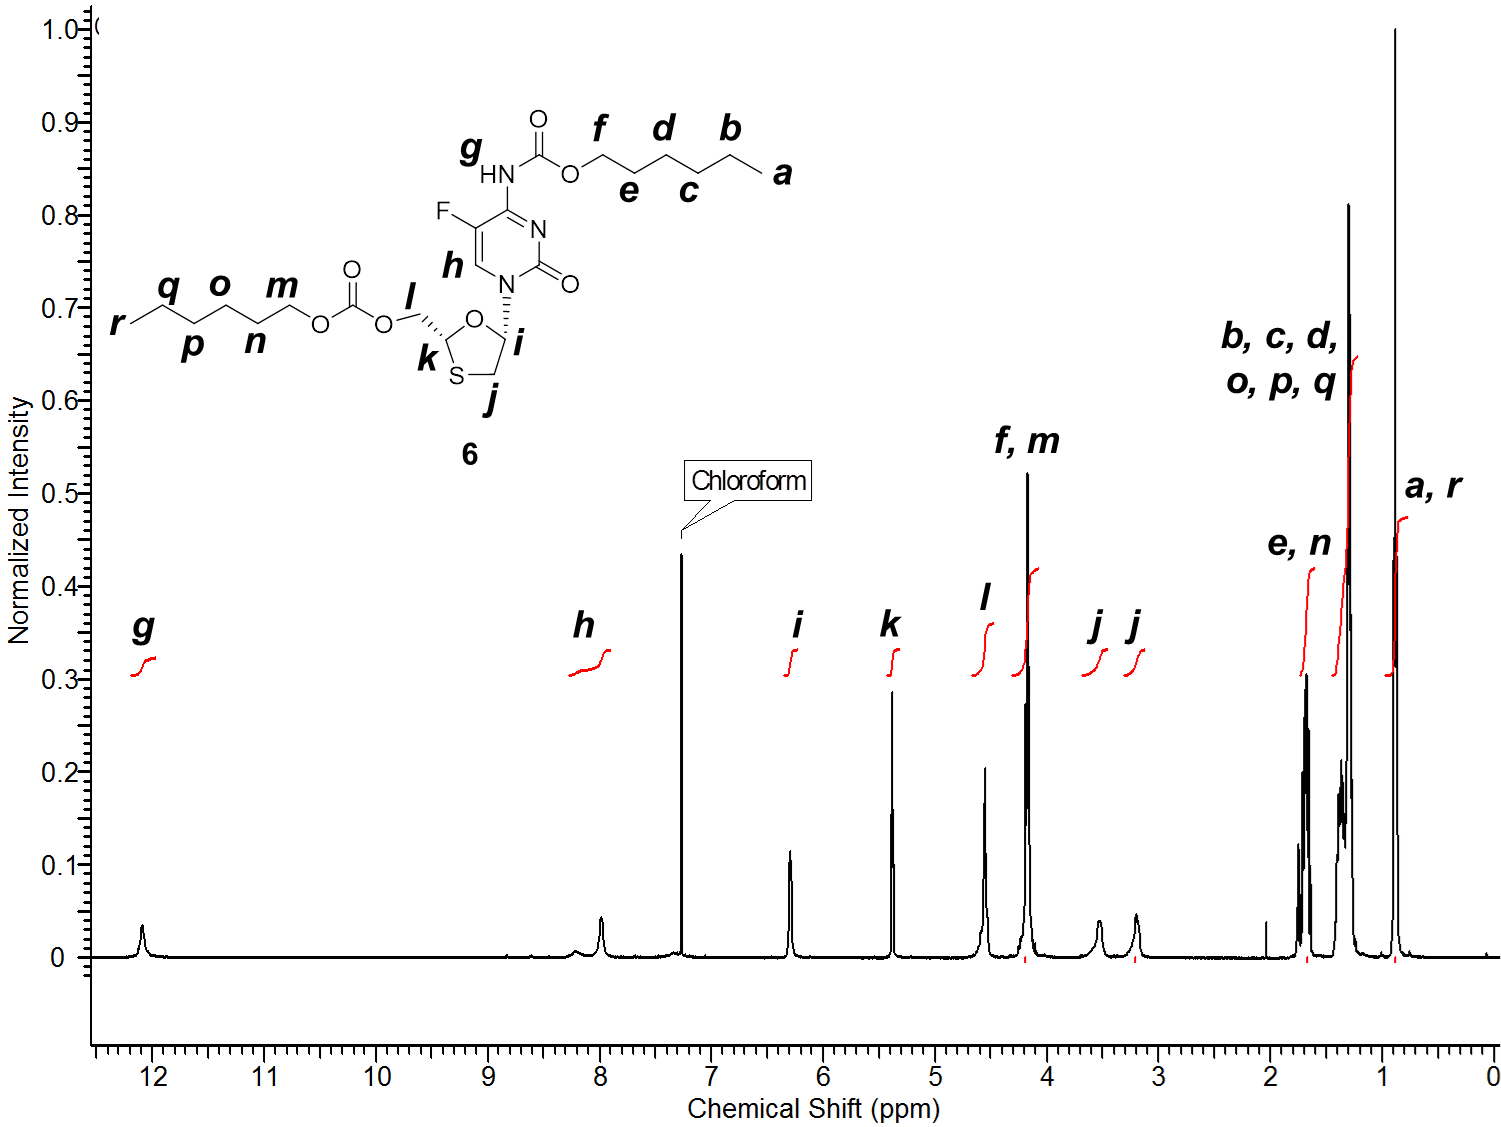 1.0
(
0.9
0.8
0.7
0.6
0.5
0.4
0.3
0.2
0.1
0
Normalized Intensity
O
f
d
b
g
HN
O
e
c
a
F
N
h
N
O
q
o
m
O
l
r
O
O
O
p
n
k
i
S
j
6
Chloroform
g
h
i
k
l
f, m
j
j
e, n
b, c, d,
o, p, q
a, r
12 11 10 9 8 7 6 5 4 3 2 1 0
Chemical Shift (ppm)